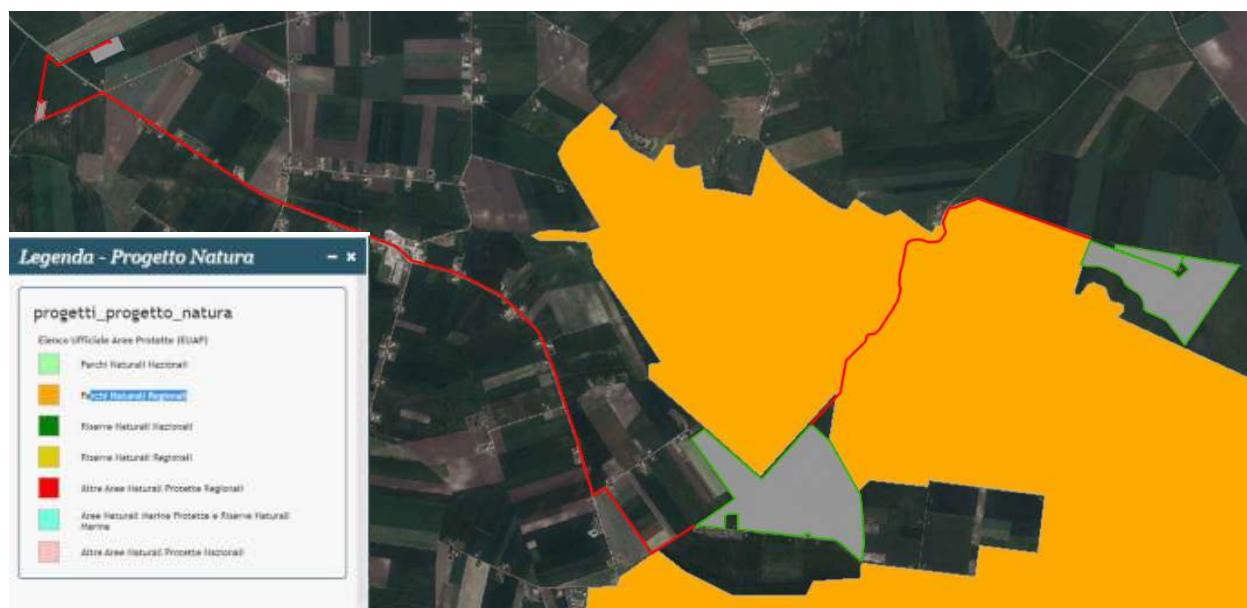 Legenda - Progetto Natura
progetti_progetto_natura
Elenco Ufficiale Aree Protette (EUAP)
Parchi Naturali Nazionali
Parchi Naturali Regionali
Riserve Naturali Nazionali
Riserve Naturali Regionali
Altre Aree Naturali Protette Regionali
Aree Naturali Marine Protette e Riserve Naturali
Marine
Altre Aree Naturali Protette Nazionali